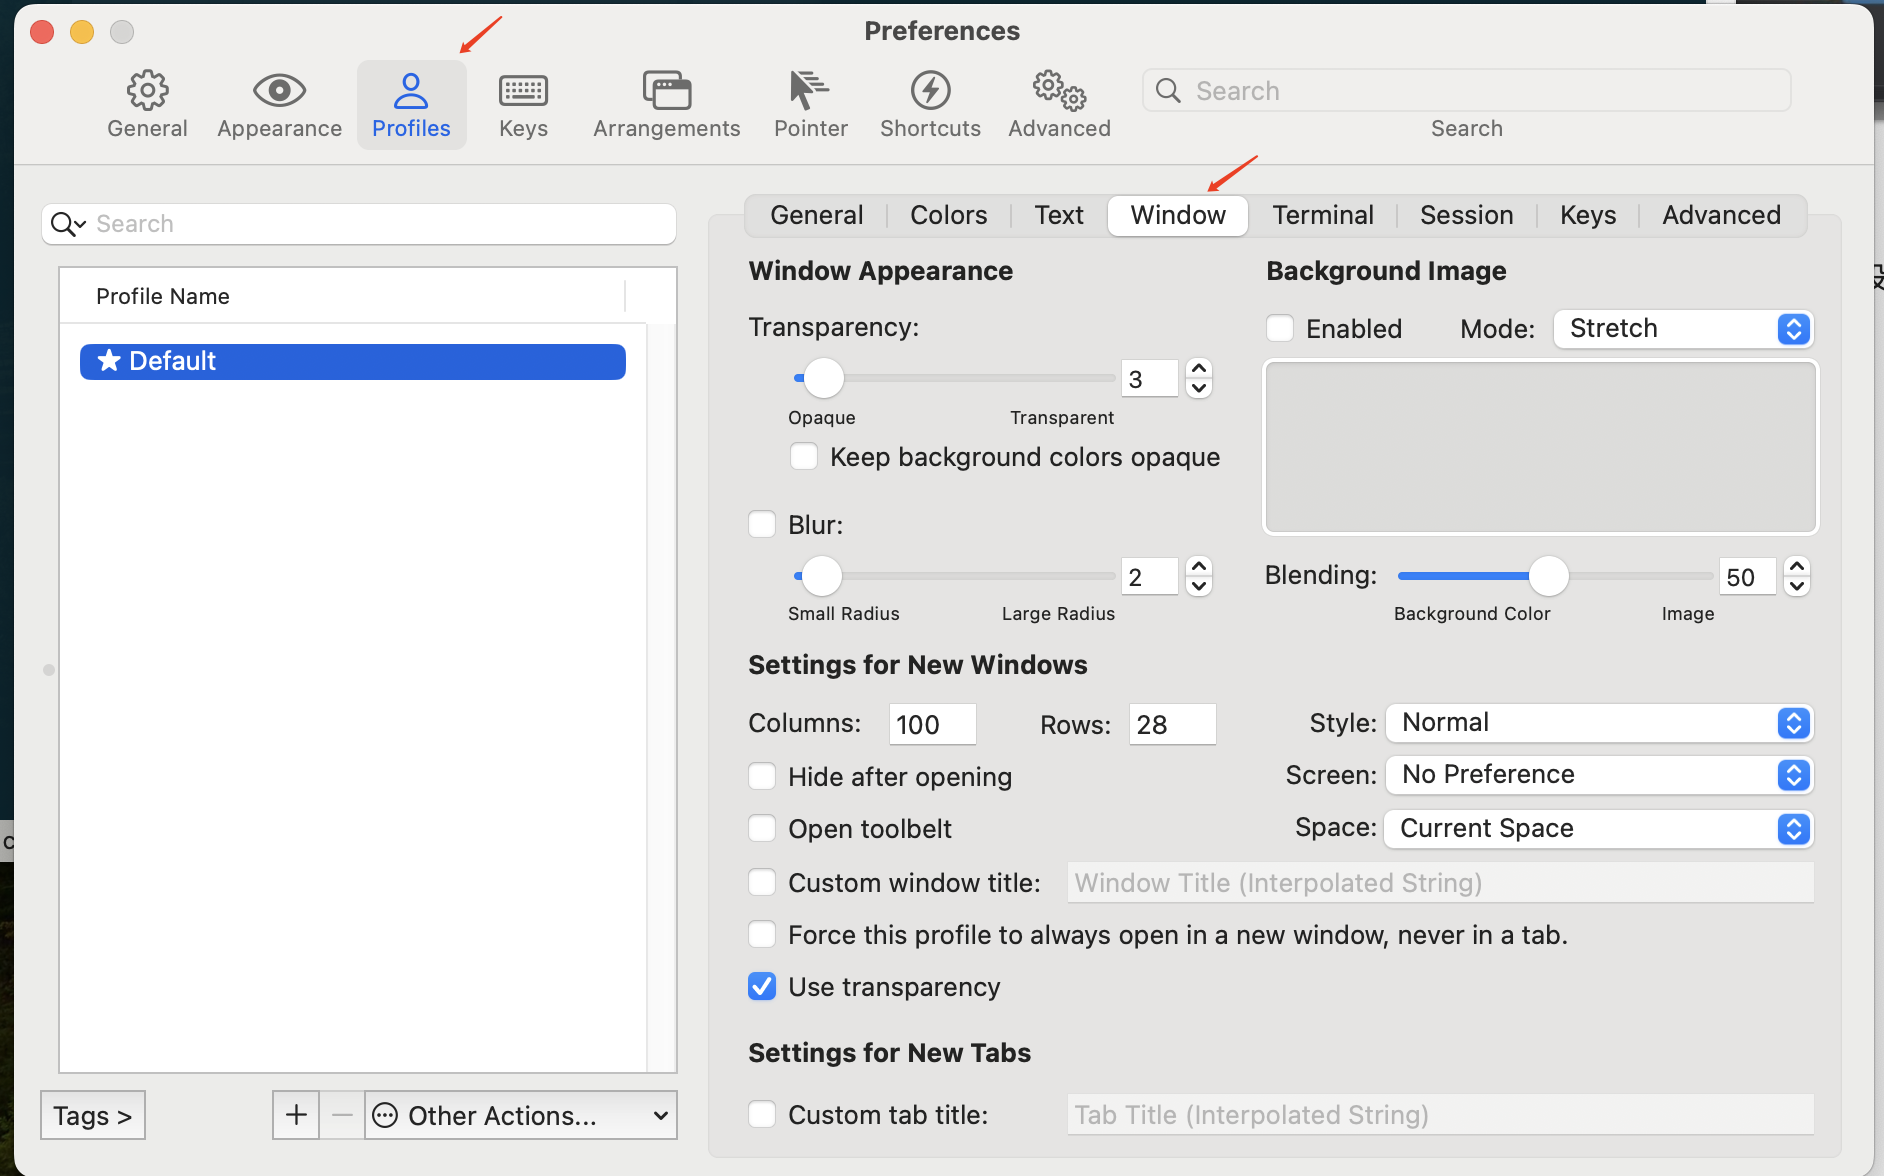 Preferences
General
Appearance
Profiles
Keys
Arrangements
Pointer
Shortcuts
Advanced
Search
Search
Search
Profile Name
Default
Tags >
Other Actions...
General
Colors
Text
Window
Terminal
Session
Keys
Advanced
Window Appearance
Transparency:
3
Opaque
Transparent
Keep background colors opaque
Blur:
2
Small Radius
Large Radius
Background Image
Enabled
Mode:
Stretch
Blending:
50
Background Color
Image
Settings for New Windows
Columns:
100
Rows:
28
Style:
Normal
Hide after opening
Screen:
No Preference
Open toolbelt
Space:
Current Space
Custom window title:
Window Title (Interpolated String)
Force this profile to always open in a new window, never in a tab.
Use transparency
Settings for New Tabs
Custom tab title:
Tab Title (Interpolated String)